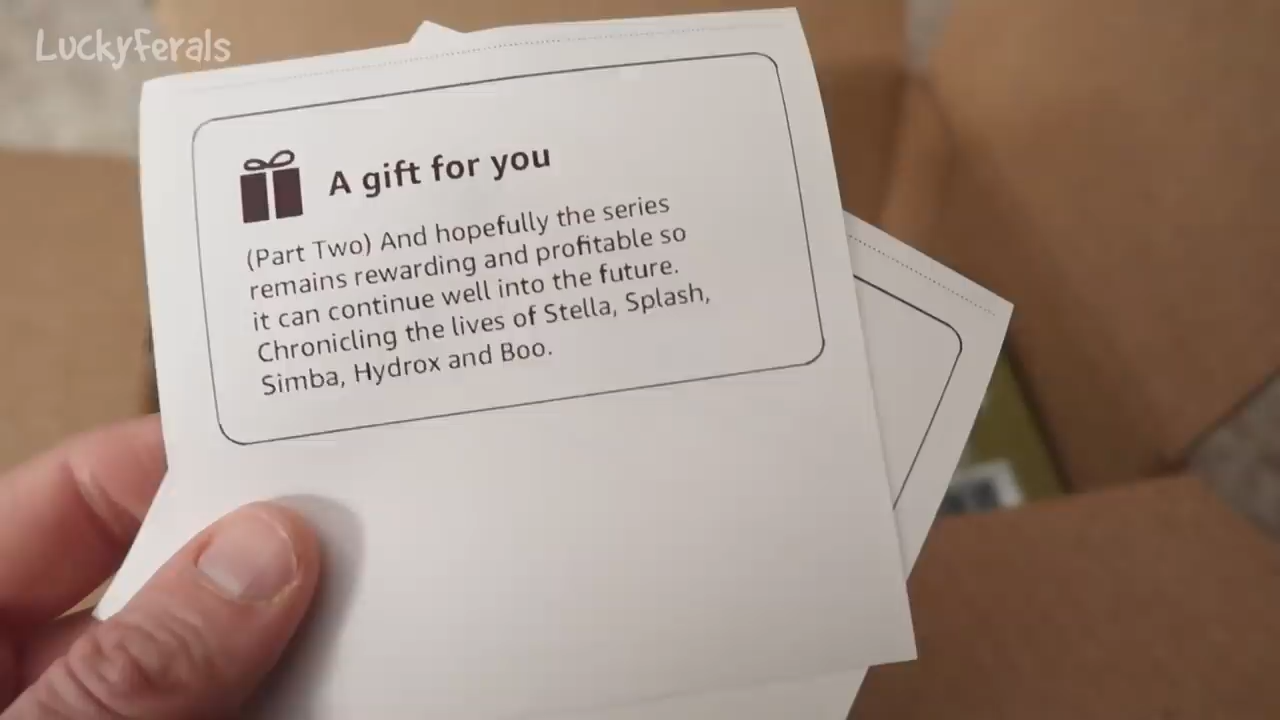 LuckyFerals
A gift for you
(Part Two) And hopefully the series
remains rewarding and profitable so
it can continue well into the future.
Chronicling the lives of Stella, Splash,
Simba, Hydrox and Boo.